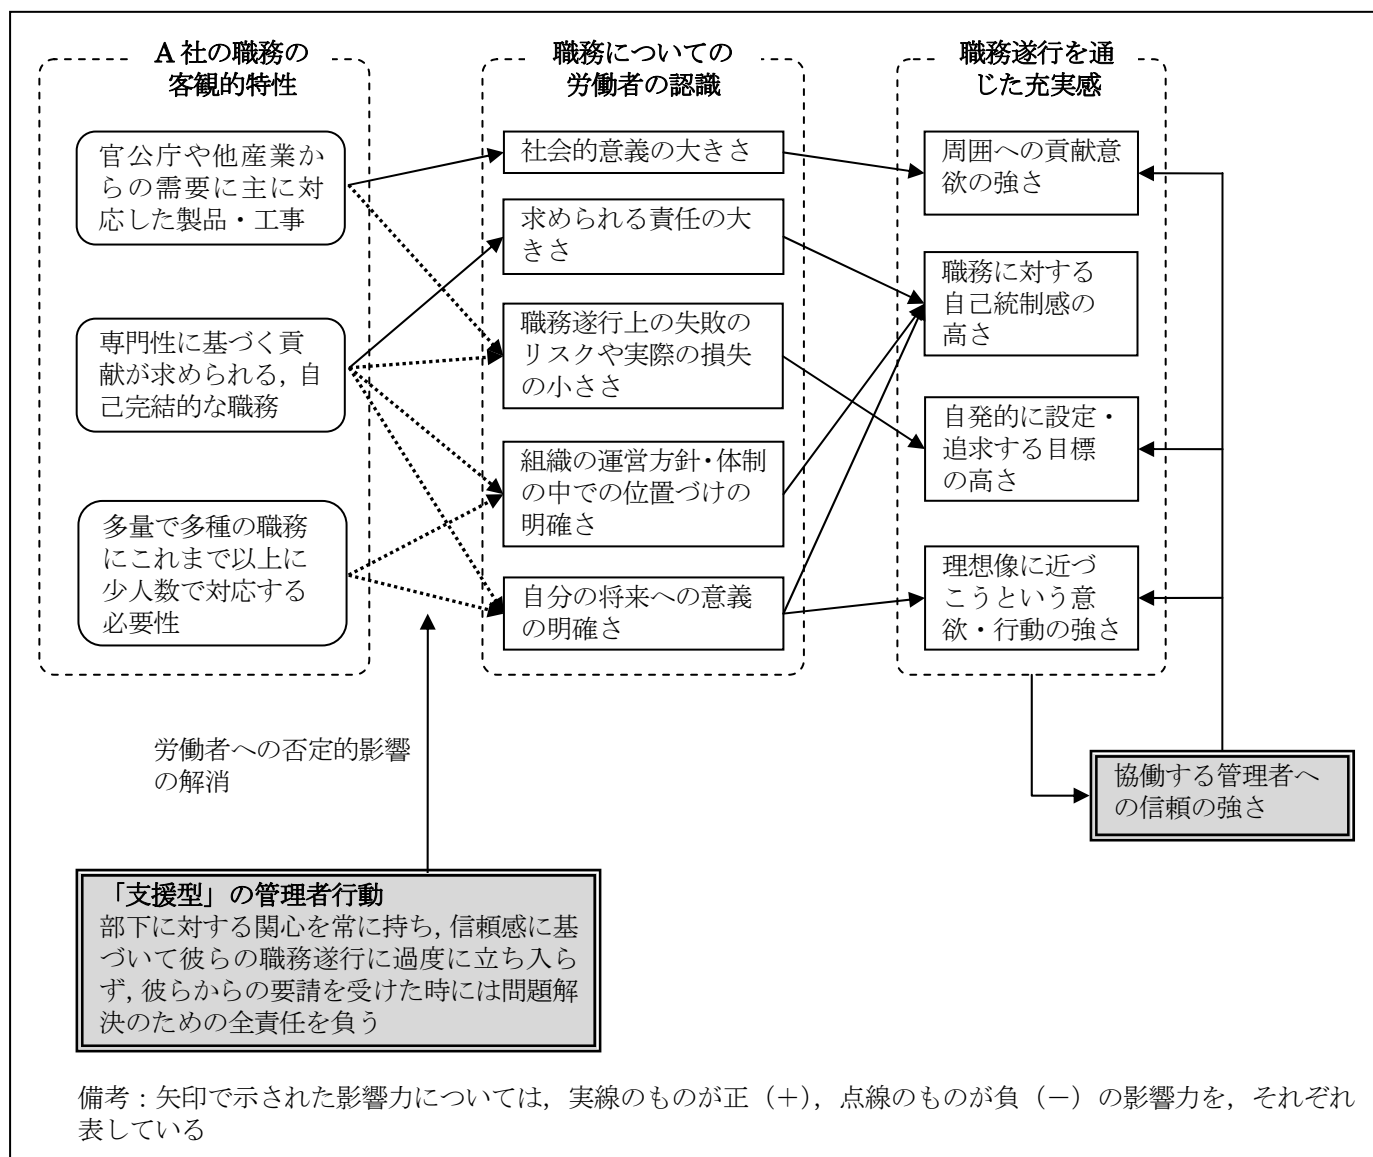 A 社の職務の
客観的特性
官公庁や他産業か
らの需要に主に対
応した製品・工事
専門性に基づく貢
献が求められる, 自
己完結的な職務
多量で多種の職務
にこれまで以上に
少人数で対応する
必要性
職務についての
労働者の認識
社会的意義の大きさ
求められる責任の大
きさ
職務遂行上の失敗の
リスクや実際の損失
の小ささ
組織の運営方針・体制
の中での位置づけの
明確さ
自分の将来への意義
の明確さ
職務遂行を通
じた充実感
周囲への貢献意
欲の強さ
職務に対する
自己統制感の
高さ
自発的に設定・
追求する目標
の高さ
理想像に近づ
こうという意
欲・行動の強さ
労働者への否定的影響
の解消
協働する管理者へ
の信頼の強さ
「支援型」の管理者行動
部下に対する関心を常に持ち, 信頼感に基
づいて彼らの職務遂行に過度に立ち入ら
ず, 彼らからの要請を受けた時には問題解
決のための全責任を負う
備考：矢印で示された影響力については, 実線のものが正（＋）, 点線のものが負（－）の影響力を, それぞれ
表している